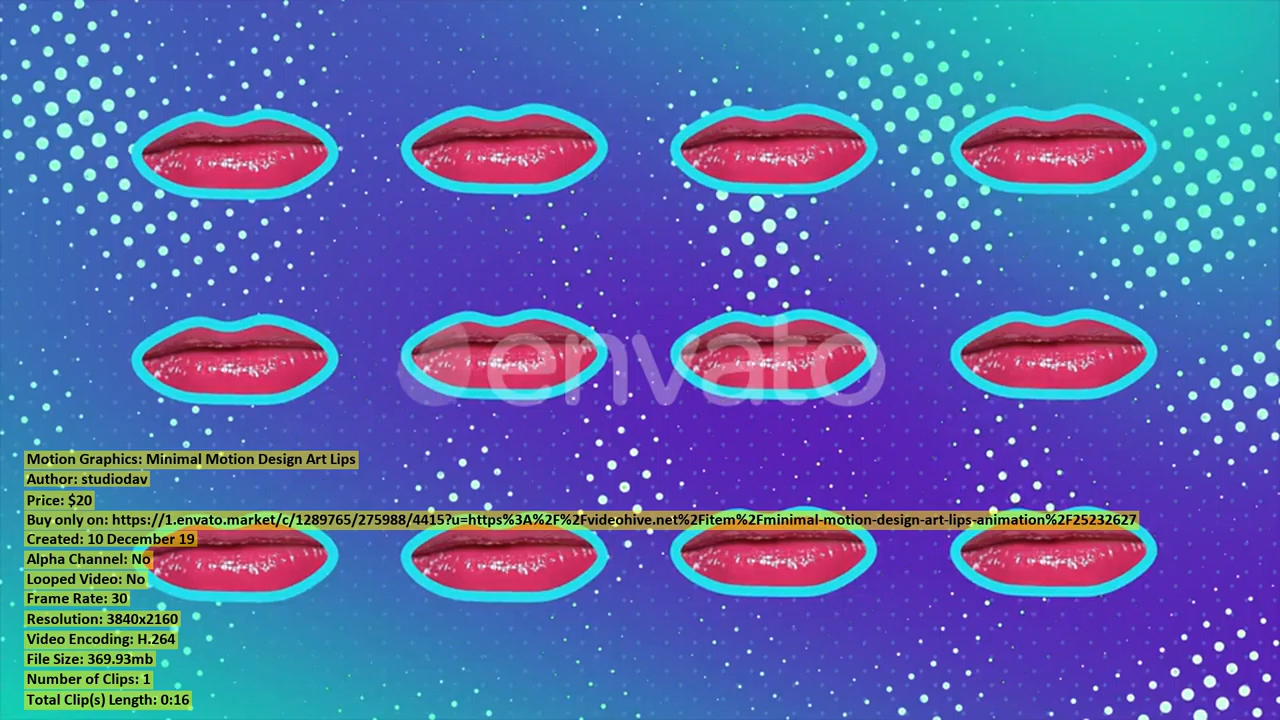 envato
Motion Graphics: Minimal Motion Design Art Lips
Author: studiodav
Price: $20
Buy only on: https://1.envato.market/c/1289765/275988/4415?u=https%3A%2F%2Fvideohive.net%2Fitem%2Fminimal-motion-design-art-lips-animation%2F25232627
Created: 10 December 19
Alpha Channel: No
Looped Video: No
Frame Rate: 30
Resolution: 3840x2160
Video Encoding: H.264
File Size: 369.93mb
Number of Clips: 1
Total Clip(s) Length: 0:16